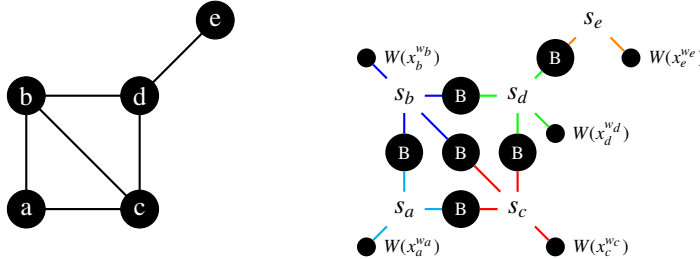 e
b
d
a
c
s_e
W(x_b^{w_b})
B
W(x_e^{w_e})
s_b
B
s_d
W(x_d^{w_d})
B
B
B
s_a
B
s_c
W(x_a^{w_a})
W(x_c^{w_c})